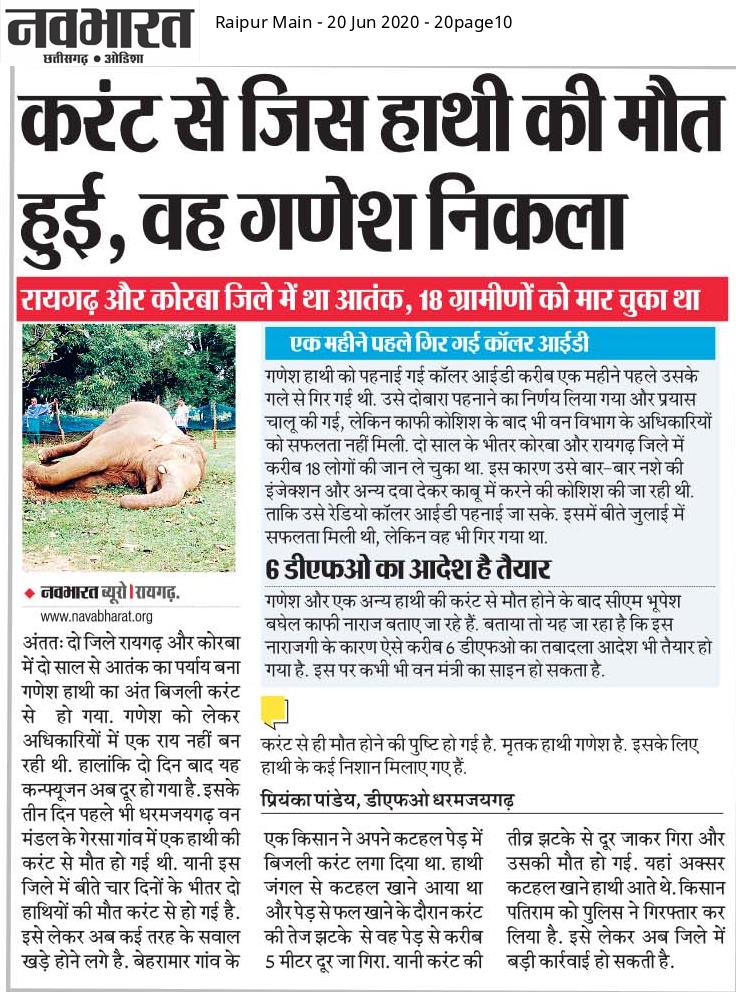 नवभारत
छत्तीसगढ़ • ओडिशा
Raipur Main - 20 Jun 2020 - 20page10
करंट से जिस हाथी की मौत
हुई, वह गणेश निकला
रायगढ़ और कोरबा जिले में था आतंक, 18 ग्रामीणों को मार चुका था
एक महीने पहले गिर गई कॉलर आईडी
गणेश हाथी को पहनाई गई कॉलर आईडी करीब एक महीने पहले उसके
गले से गिर गई थी. उसे दोबारा पहनाने का निर्णय लिया गया और प्रयास
चालू की गई, लेकिन काफी कोशिश के बाद भी वन विभाग के अधिकारियों
को सफलता नहीं मिली. दो साल के भीतर कोरबा और रायगढ़ जिले में
करीब 18 लोगों की जान ले चुका था. इस कारण उसे बार-बार नशे की
इंजेक्शन और अन्य दवा देकर काबू में करने की कोशिश की जा रही थी.
ताकि उसे रेडियो कॉलर आईडी पहनाई जा सके. इसमें बीते जुलाई में
सफलता मिली थी, लेकिन वह भी गिर गया था.
6 डीएफओ का आदेश है तैयार
गणेश और एक अन्य हाथी की करंट से मौत होने के बाद सीएम भूपेश
बघेल काफी नाराज बताए जा रहे हैं. बताया तो यह जा रहा है कि इस
नाराजगी के कारण ऐसे करीब 6 डीएफओ का तबादला आदेश भी तैयार हो
गया है. इस पर कभी भी वन मंत्री का साइन हो सकता है.
करंट से ही मौत होने की पुष्टि हो गई है. मृतक हाथी गणेश है. इसके लिए
हाथी के कई निशान मिलाए गए हैं.
प्रियंका पांडेय, डीएफओ धरमजयगढ़
◆ नवभारत ब्यूरो | रायगढ़.
www.navabharat.org
अंततः दो जिले रायगढ़ और कोरबा
में दो साल से आतंक का पर्याय बना
गणेश हाथी का अंत बिजली करंट
से हो गया. गणेश को लेकर
अधिकारियों में एक राय नहीं बन
रही थी. हालांकि दो दिन बाद यह
कन्फ्यूजन अब दूर हो गया है. इसके
तीन दिन पहले भी धरमजयगढ़ वन
मंडल के गेरसा गांव में एक हाथी की
करंट से मौत हो गई थी. यानी इस
जिले में बीते चार दिनों के भीतर दो
हाथियों की मौत करंट से हो गई है.
इसे लेकर अब कई तरह के सवाल
खड़े होने लगे है. बेहरामार गांव के
एक किसान ने अपने कटहल पेड़ में
बिजली करंट लगा दिया था. हाथी
जंगल से कटहल खाने आया था
और पेड़ से फल खाने के दौरान करंट
की तेज झटके से वह पेड़ से करीब
5 मीटर दूर जा गिरा. यानी करंट की
तीव्र झटके से दूर जाकर गिरा और
उसकी मौत हो गई. यहां अक्सर
कटहल खाने हाथी आते थे. किसान
पतिराम को पुलिस ने गिरफ्तार कर
लिया है. इसे लेकर अब जिले में
बड़ी कार्रवाई हो सकती है.